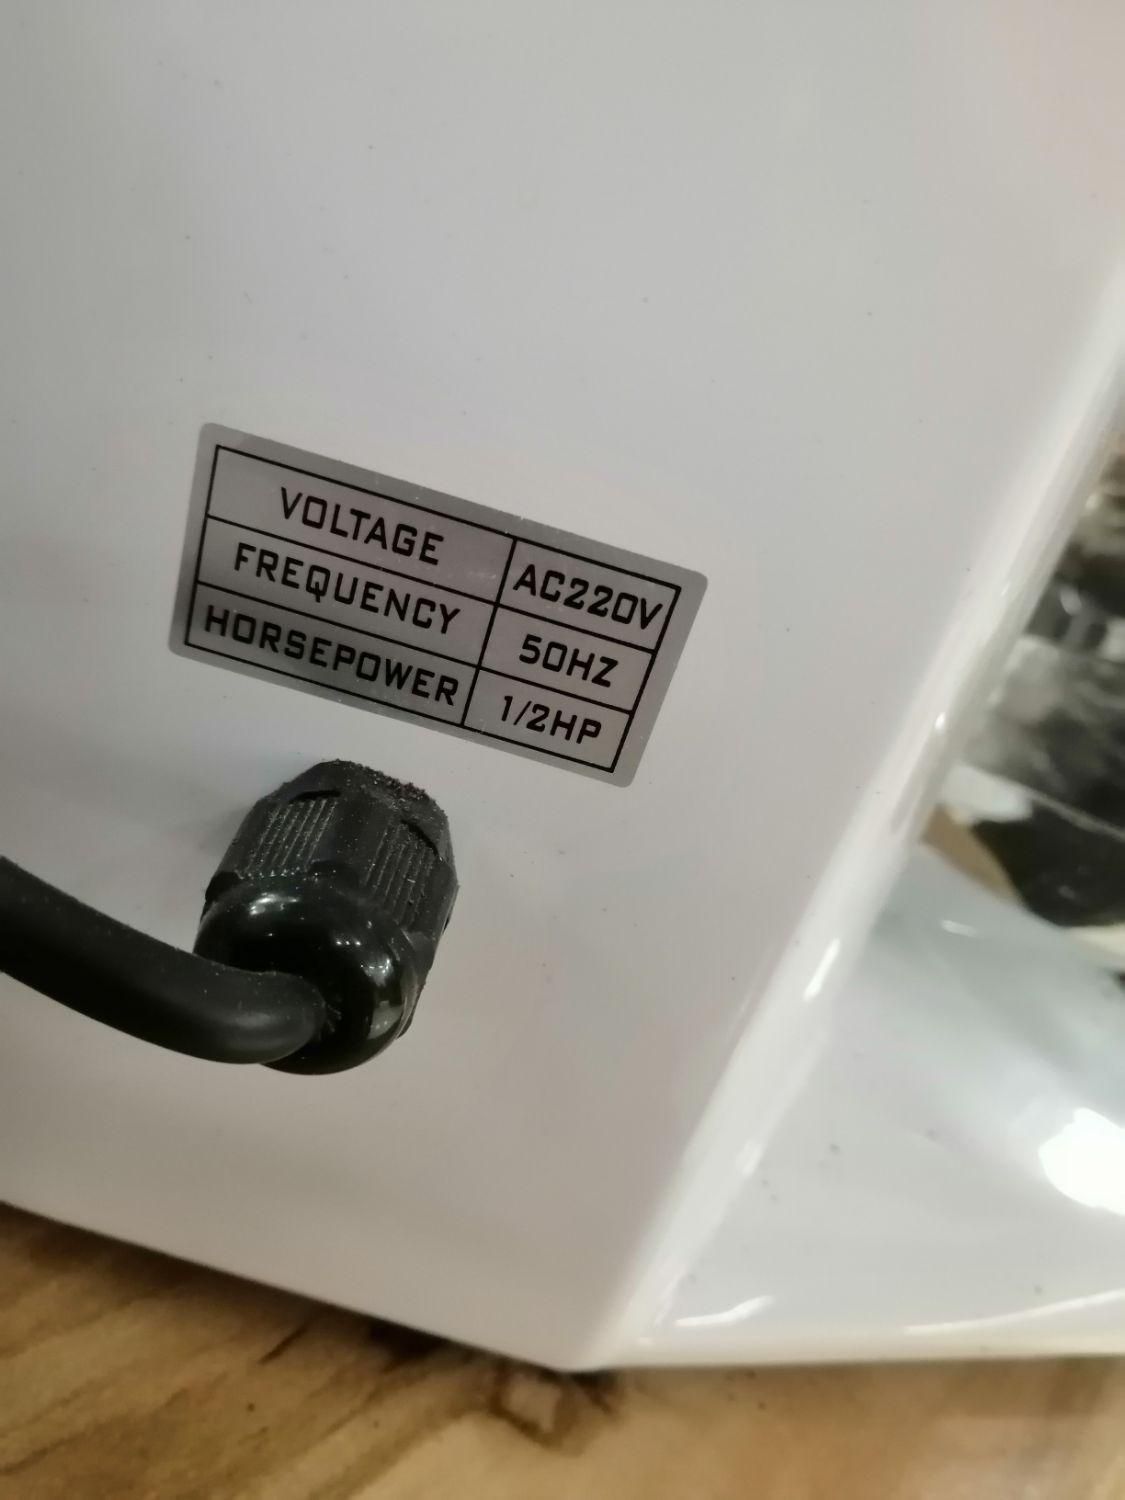 VOLTAGE AC220V
FREQUENCY 50HZ
HORSEPOWER 1/2HP